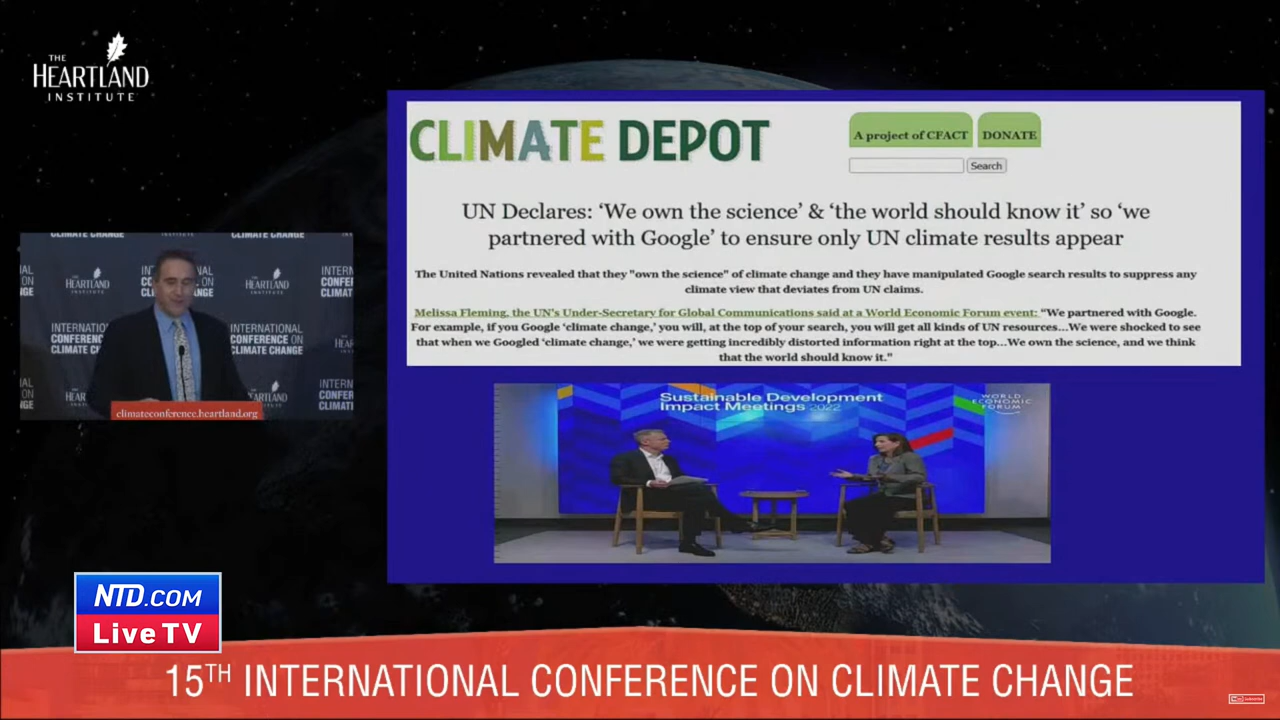 THE
HEARTLAND
INSTITUTE
CLIMATE DEPOT
A project of CFACT
DONATE
Search
UN Declares: ‘We own the science’ & ‘the world should know it’ so ‘we
partnered with Google’ to ensure only UN climate results appear
The United Nations revealed that they "own the science" of climate change and they have manipulated Google search results to suppress any
climate view that deviates from UN claims.
Melissa Fleming, the UN's Under-Secretary for Global Communications said at a World Economic Forum event: “We partnered with Google.
For example, if you Google ‘climate change,’ you will, at the top of your search, you will get all kinds of UN resources…We were shocked to see
that when we Googled ‘climate change,’ we were getting incredibly distorted information right at the top…We own the science, and we think
that the world should know it."
Sustainable Development
Impact Meetings 2022
WORLD
ECONOMIC
FORUM
CLIMATE CHANGE
CLIMATE CHANGE
HEARTLAND
INSTITUTE
HEARTLAND
INSTITUTE
INTERNATIONAL
CONFERENCE ON
CLIMATE CHANGE
climateconference.heartland.org
NTD.COM
Live TV
15TH INTERNATIONAL CONFERENCE ON CLIMATE CHANGE